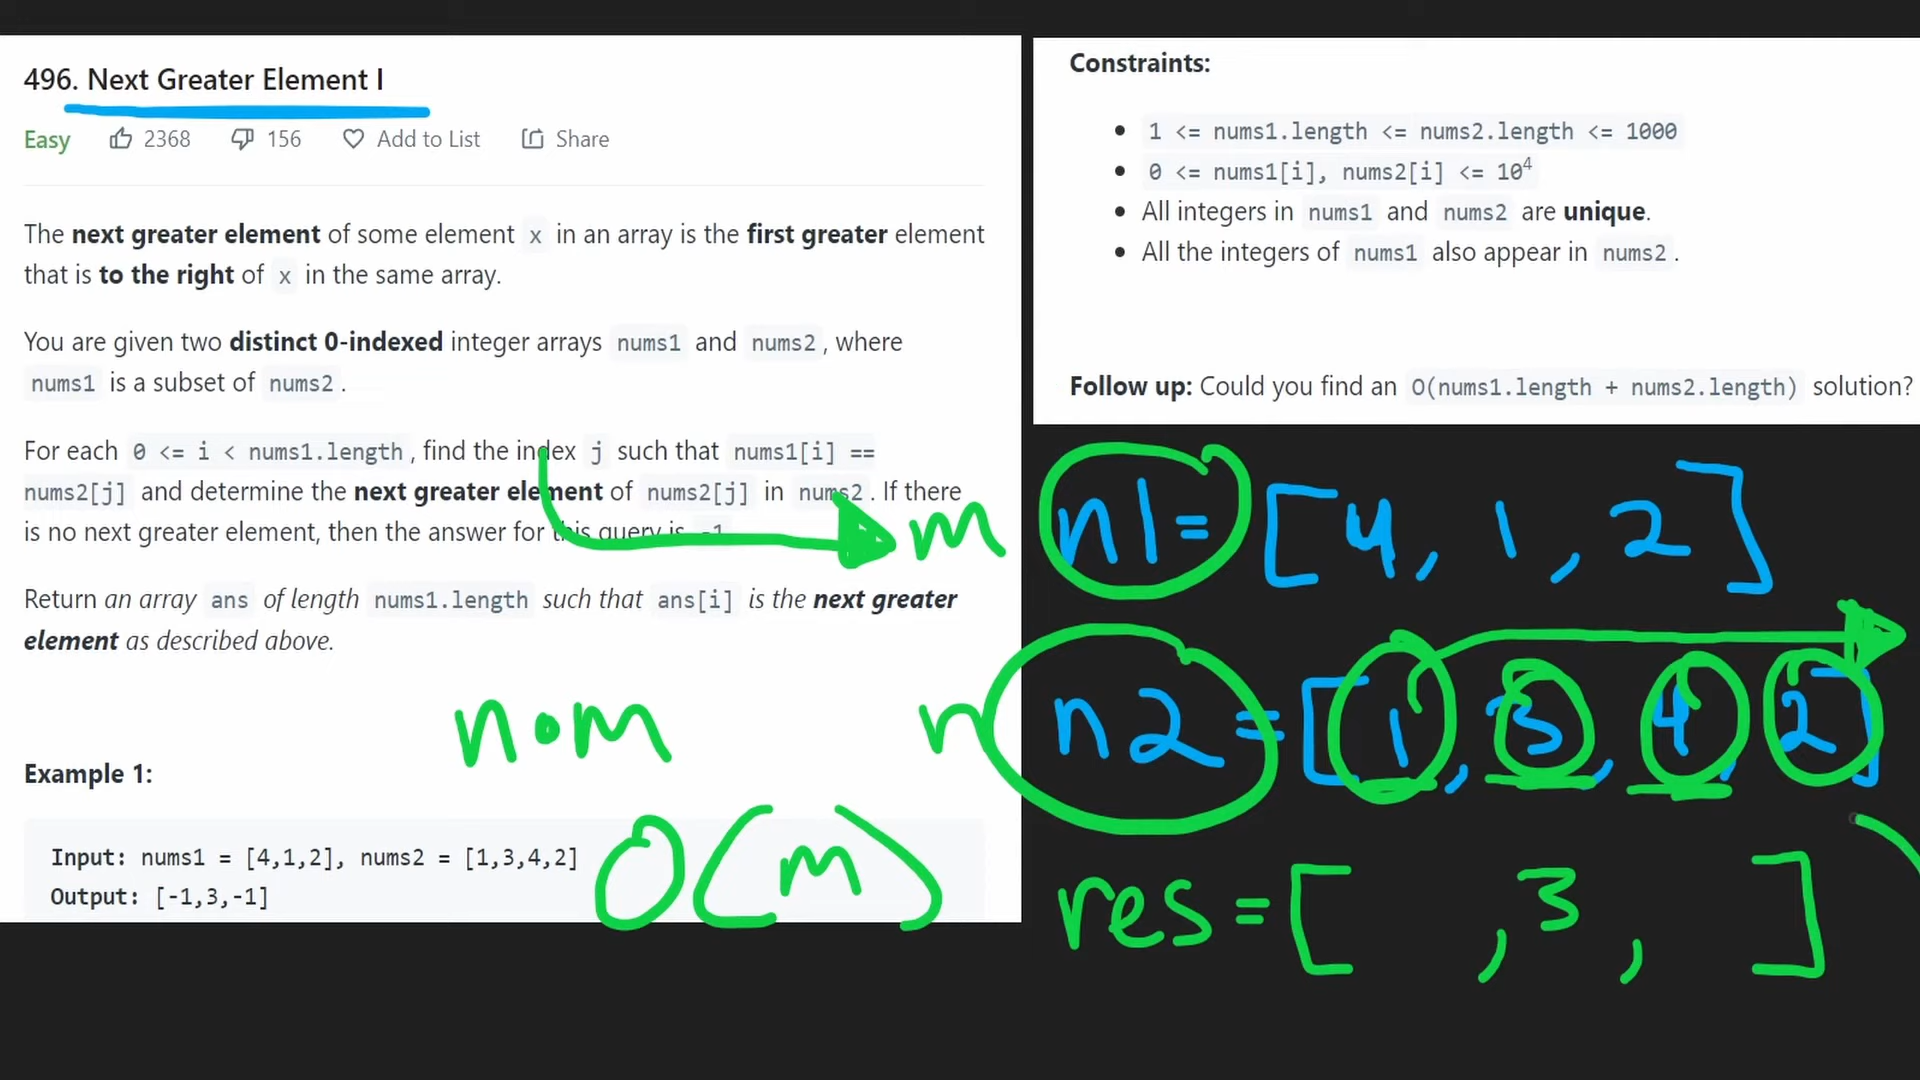 496. Next Greater Element I
Easy 2368 156 Add to List Share
The next greater element of some element x in an array is the first greater element
that is to the right of x in the same array.
You are given two distinct 0-indexed integer arrays nums1 and nums2, where
nums1 is a subset of nums2.
For each 0 <= i < nums1.length, find the index j such that nums1[i] ==
nums2[j] and determine the next greater element of nums2[j] in nums2. If there
is no next greater element, then the answer for this query is -1.
Return an array ans of length nums1.length such that ans[i] is the next greater
element as described above.
n•m
Example 1:
Input: nums1 = [4,1,2], nums2 = [1,3,4,2]
Output: [-1,3,-1]
O(m)
Constraints:
1 <= nums1.length <= nums2.length <= 1000
0 <= nums1[i], nums2[i] <= 10⁴
All integers in nums1 and nums2 are unique.
All the integers of nums1 also appear in nums2.
Follow up: Could you find an O(nums1.length + nums2.length) solution?
m n1= [4, 1, 2]
n n2 = [1, 3, 4, 2]
res = [ , 3 , ]